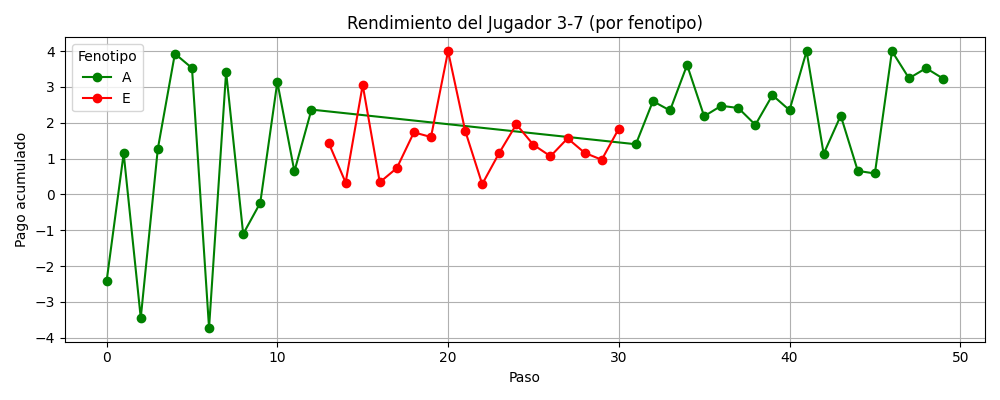 Rendimiento del Jugador 3-7 (por fenotipo)
Fenotipo
A
E
Pago acumulado
4
3
2
1
0
−1
−2
−3
−4
0 10 20 30 40 50
Paso